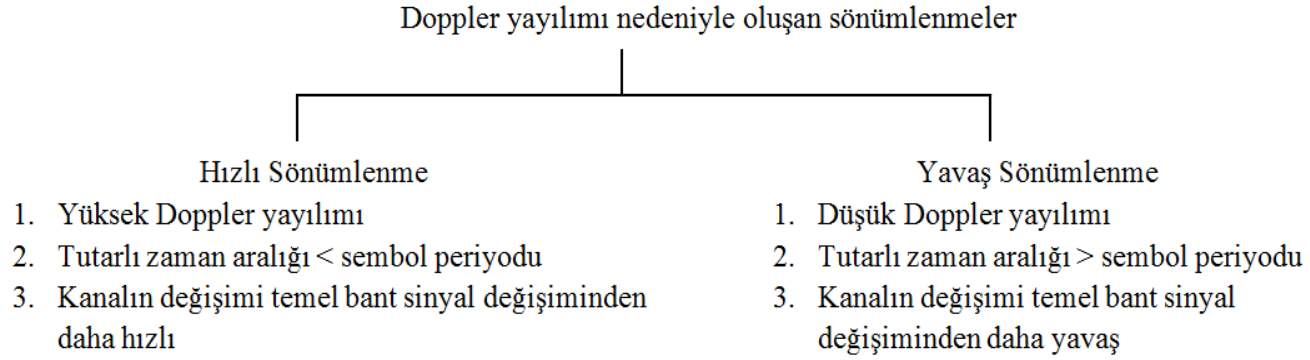 Doppler yayılımı nedeniyle oluşan sönümlenmeler
Hızlı Sönümlenme
1. Yüksek Doppler yayılımı
2. Tutarlı zaman aralığı < sembol periyodu
3. Kanalın değişimi temel bant sinyal değişiminden
daha hızlı
Yavaş Sönümlenme
1. Düşük Doppler yayılımı
2. Tutarlı zaman aralığı > sembol periyodu
3. Kanalın değişimi temel bant sinyal
değişiminden daha yavaş